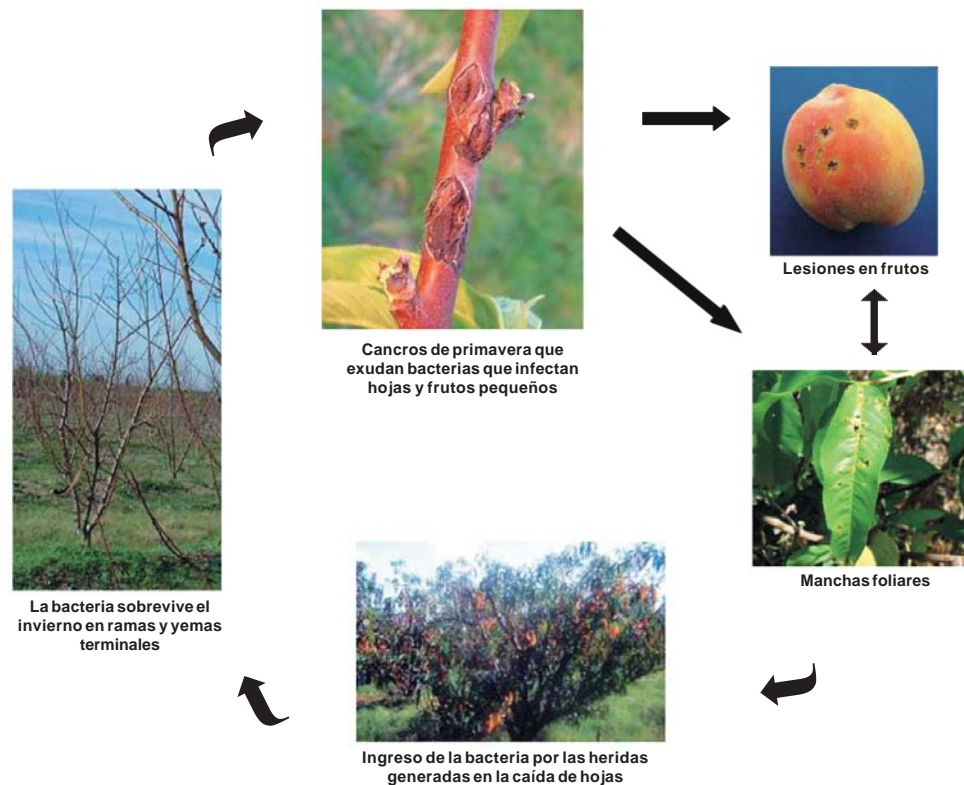 Cancros de primavera que
exudan bacterias que infectan
hojas y frutos pequeños
Lesiones en frutos
Manchas foliares
Ingreso de la bacteria por las heridas
generadas en la caída de hojas
La bacteria sobrevive el
invierno en ramas y yemas
terminales